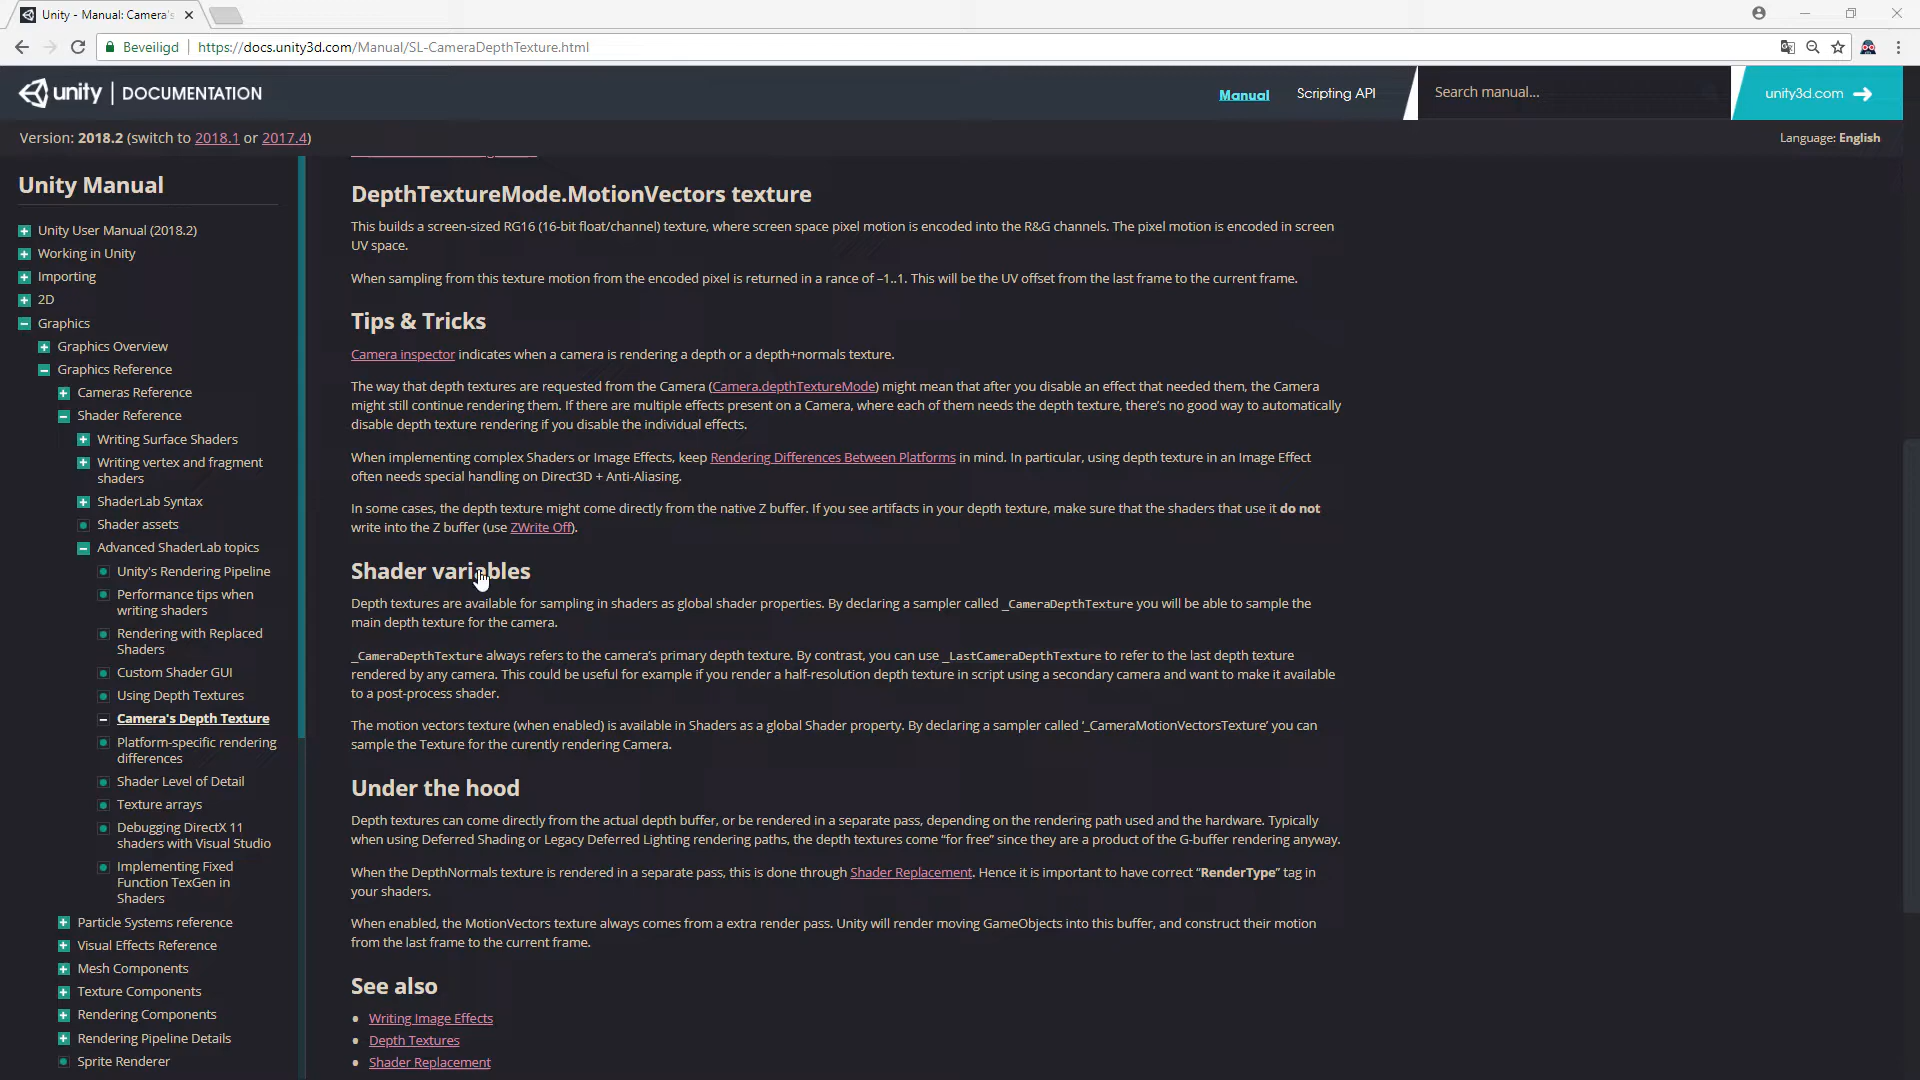 Unity - Manual: Camera's
Beveiligd
https://docs.unity3d.com/Manual/SL-CameraDepthTexture.html
unity | DOCUMENTATION
Manual
Scripting API
Search manual...
unity3d.com
Version: 2018.2 (switch to 2018.1 or 2017.4)
Language: English
Unity Manual
Unity User Manual (2018.2)
Working in Unity
Importing
2D
Graphics
Graphics Overview
Graphics Reference
Cameras Reference
Shader Reference
Writing Surface Shaders
Writing vertex and fragment
shaders
ShaderLab Syntax
Shader assets
Advanced ShaderLab topics
Unity's Rendering Pipeline
Performance tips when
writing shaders
Rendering with Replaced
Shaders
Custom Shader GUI
Using Depth Textures
Camera's Depth Texture
Platform-specific rendering
differences
Shader Level of Detail
Texture arrays
Debugging DirectX 11
shaders with Visual Studio
Implementing Fixed
Function TexGen in
Shaders
Particle Systems reference
Visual Effects Reference
Mesh Components
Texture Components
Rendering Components
Rendering Pipeline Details
Sprite Renderer
DepthTextureMode.MotionVectors texture
This builds a screen-sized RG16 (16-bit float/channel) texture, where screen space pixel motion is encoded into the R&G channels. The pixel motion is encoded in screen
UV space.
When sampling from this texture motion from the encoded pixel is returned in a rance of –1..1. This will be the UV offset from the last frame to the current frame.
Tips & Tricks
Camera inspector indicates when a camera is rendering a depth or a depth+normals texture.
The way that depth textures are requested from the Camera (Camera.depthTextureMode) might mean that after you disable an effect that needed them, the Camera
might still continue rendering them. If there are multiple effects present on a Camera, where each of them needs the depth texture, there's no good way to automatically
disable depth texture rendering if you disable the individual effects.
When implementing complex Shaders or Image Effects, keep Rendering Differences Between Platforms in mind. In particular, using depth texture in an Image Effect
often needs special handling on Direct3D + Anti-Aliasing.
In some cases, the depth texture might come directly from the native Z buffer. If you see artifacts in your depth texture, make sure that the shaders that use it do not
write into the Z buffer (use ZWrite Off).
Shader variables
Depth textures are available for sampling in shaders as global shader properties. By declaring a sampler called _CameraDepthTexture you will be able to sample the
main depth texture for the camera.
_CameraDepthTexture always refers to the camera's primary depth texture. By contrast, you can use _LastCameraDepthTexture to refer to the last depth texture
rendered by any camera. This could be useful for example if you render a half-resolution depth texture in script using a secondary camera and want to make it available
to a post-process shader.
The motion vectors texture (when enabled) is available in Shaders as a global Shader property. By declaring a sampler called '_CameraMotionVectorsTexture' you can
sample the Texture for the curently rendering Camera.
Under the hood
Depth textures can come directly from the actual depth buffer, or be rendered in a separate pass, depending on the rendering path used and the hardware. Typically
when using Deferred Shading or Legacy Deferred Lighting rendering paths, the depth textures come "for free" since they are a product of the G-buffer rendering anyway.
When the DepthNormals texture is rendered in a separate pass, this is done through Shader Replacement. Hence it is important to have correct "RenderType" tag in
your shaders.
When enabled, the MotionVectors texture always comes from a extra render pass. Unity will render moving GameObjects into this buffer, and construct their motion
from the last frame to the current frame.
See also
Writing Image Effects
Depth Textures
Shader Replacement